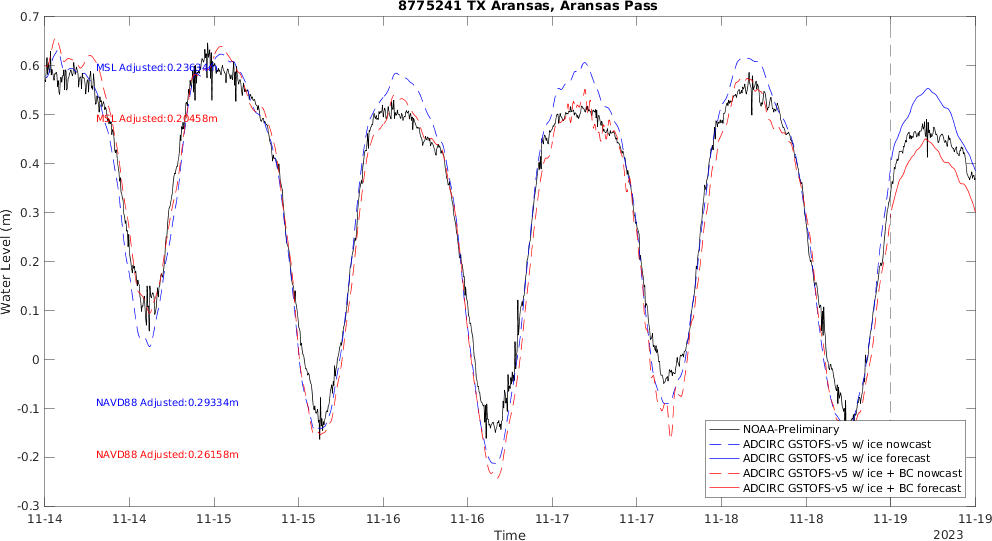 8775241 TX Aransas, Aransas Pass
0.7
0.6
0.5
0.4
0.3
0.2
0.1
0
-0.1
-0.2
-0.3
Water Level (m)
MSL Adjusted:
MSL Adjusted:0.20458m
NAVD88 Adjusted:0.29334m
NAVD88 Adjusted:0.26158m
NOAA-Preliminary
ADCIRC GSTOFS-v5 w/ ice nowcast
ADCIRC GSTOFS-v5 w/ ice forecast
ADCIRC GSTOFS-v5 w/ ice + BC nowcast
ADCIRC GSTOFS-v5 w/ ice + BC forecast
11-14 11-14 11-15 11-15 11-16 11-16 11-17 11-17 11-18 11-18 11-19 11-19
Time
2023